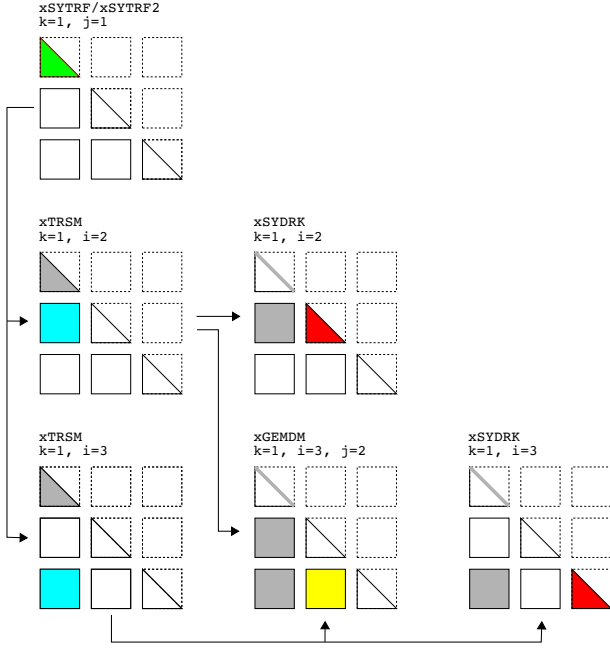 xSYTRF/xSYTRF2
k=1, j=1
xTRSM
k=1, i=2
xSYDRK
k=1, i=2
xTRSM
k=1, i=3
xGEMDM
k=1, i=3, j=2
xSYDRK
k=1, i=3